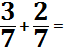 3/7 + 2/7 =